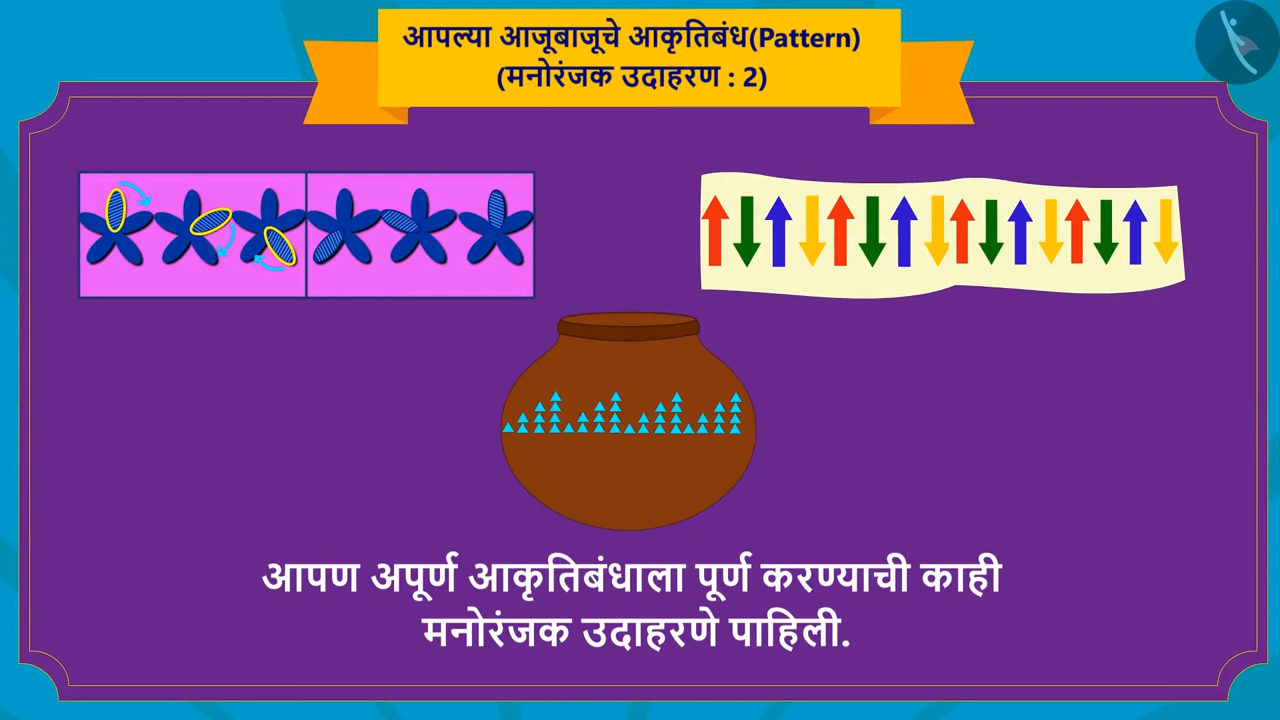 आपल्या आजूबाजूचे आकृतिबंध(Pattern)
(मनोरंजक उदाहरण : 2)
आपण अपूर्ण आकृतिबंधाला पूर्ण करण्याची काही
मनोरंजक उदाहरणे पाहिली.